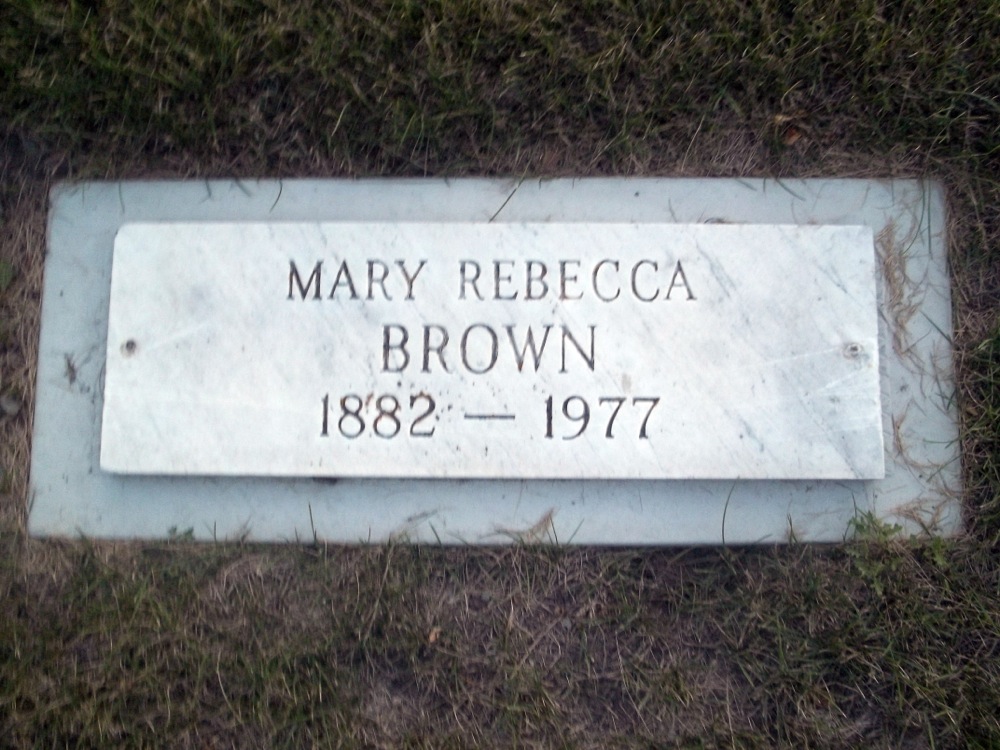 MARY REBECCA
BROWN
1882 — 1977